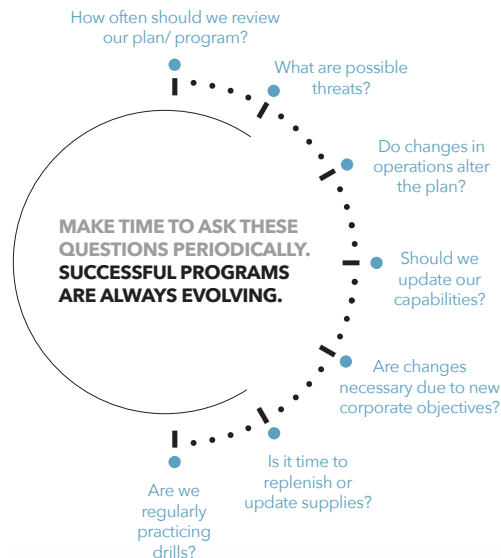 How often should we review
our plan/ program?
What are possible
threats?
Do changes in
operations alter
the plan?
MAKE TIME TO ASK THESE
QUESTIONS PERIODICALLY.
SUCCESSFUL PROGRAMS
ARE ALWAYS EVOLVING.
Should we
update our
capabilities?
Are changes
necessary due to new
corporate objectives?
Is it time to
replenish or
update supplies?
Are we
regularly
practicing
drills?